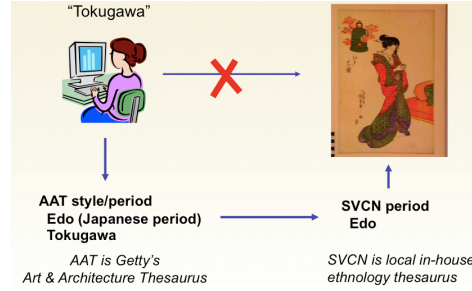 “Tokugawa”
AAT style/period
Edo (Japanese period)
Tokugawa
AAT is Getty’s
Art & Architecture Thesaurus
SVCN period
Edo
SVCN is local in-house
ethnology thesaurus